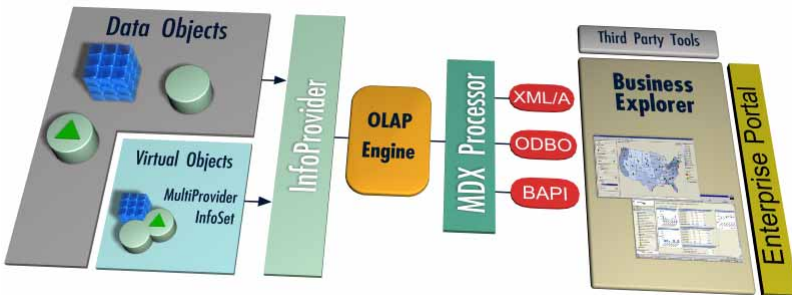 Data Objects
Virtual Objects
MultiProvider
InfoSet
InfoProvider
OLAP
Engine
MDX Processor
XML/A
ODBO
BAPI
Third Party Tools
Business
Explorer
Enterprise Portal